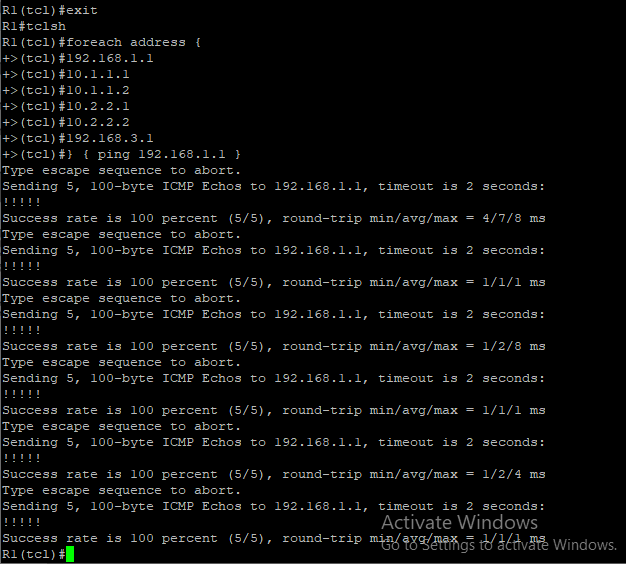 R1(tcl)#exit
R1#tclsh
R1(tcl)#foreach address {
+>(tcl)#192.168.1.1
+>(tcl)#10.1.1.1
+>(tcl)#10.1.1.2
+>(tcl)#10.2.2.1
+>(tcl)#10.2.2.2
+>(tcl)#192.168.3.1
+>(tcl)#} { ping 192.168.1.1 }
Type escape sequence to abort.
Sending 5, 100-byte ICMP Echos to 192.168.1.1, timeout is 2 seconds:
!!!!!
Success rate is 100 percent (5/5), round-trip min/avg/max = 4/7/8 ms
Type escape sequence to abort.
Sending 5, 100-byte ICMP Echos to 192.168.1.1, timeout is 2 seconds:
!!!!!
Success rate is 100 percent (5/5), round-trip min/avg/max = 1/1/1 ms
Type escape sequence to abort.
Sending 5, 100-byte ICMP Echos to 192.168.1.1, timeout is 2 seconds:
!!!!!
Success rate is 100 percent (5/5), round-trip min/avg/max = 1/2/8 ms
Type escape sequence to abort.
Sending 5, 100-byte ICMP Echos to 192.168.1.1, timeout is 2 seconds:
!!!!!
Success rate is 100 percent (5/5), round-trip min/avg/max = 1/1/1 ms
Type escape sequence to abort.
Sending 5, 100-byte ICMP Echos to 192.168.1.1, timeout is 2 seconds:
!!!!!
Success rate is 100 percent (5/5), round-trip min/avg/max = 1/2/4 ms
Type escape sequence to abort.
Sending 5, 100-byte ICMP Echos to 192.168.1.1, timeout is 2 seconds:
!!!!!
Success rate is 100 percent (5/5), round-trip min/avg/max = 1/1/1 ms
R1(tcl)#
Activate Windows
Go to Settings to activate Windows.